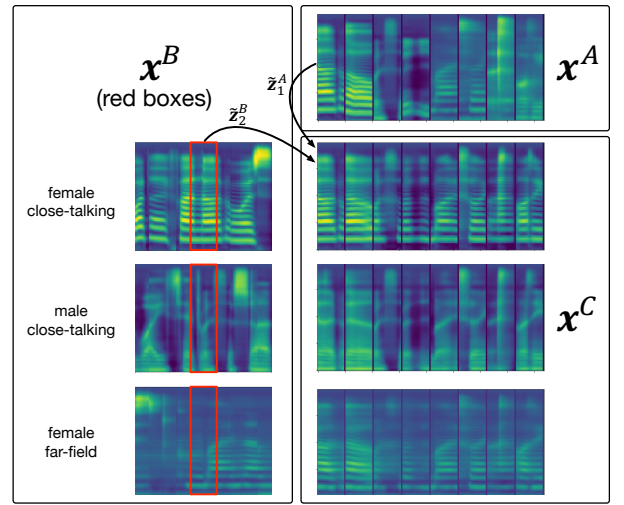 x^B
(red boxes)
z̃_2^B
z̃_1^A
x^A
female
close-talking
male
close-talking
x^C
female
far-field